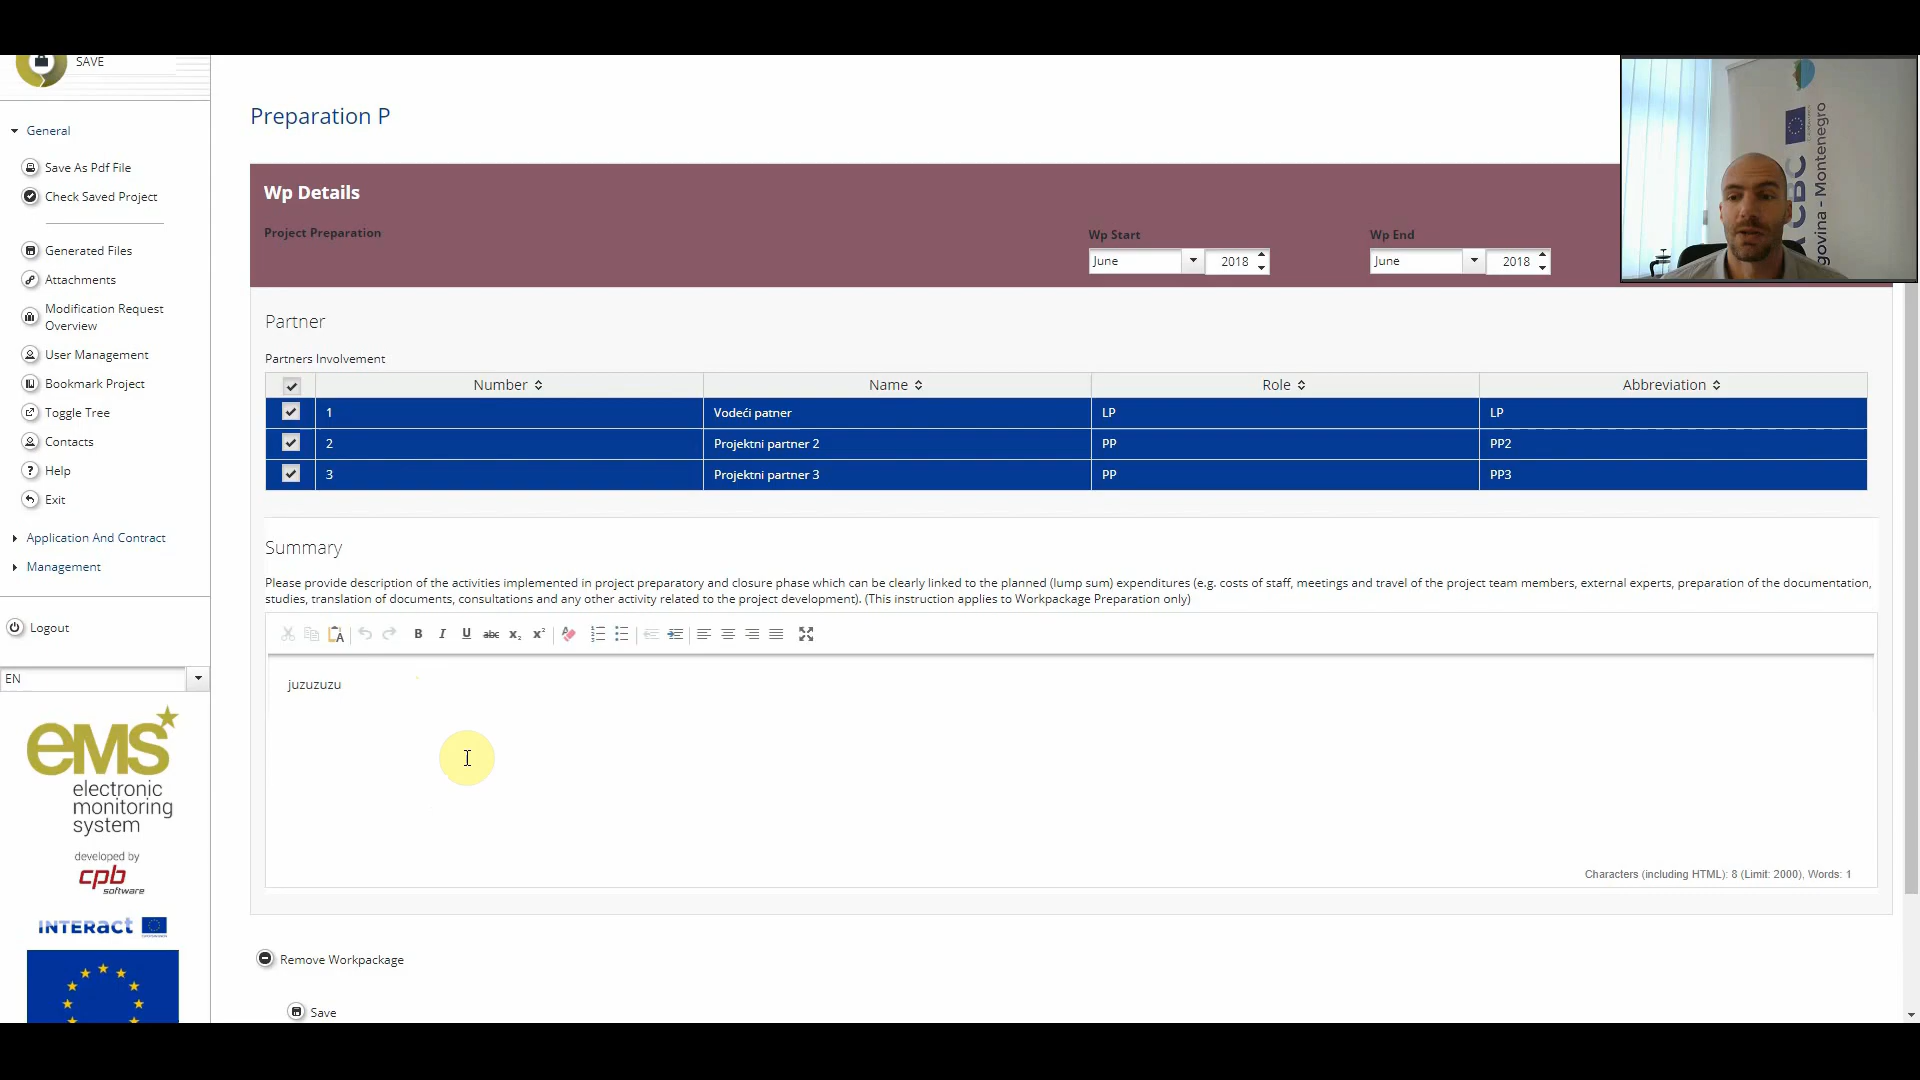 SAVE
General
Save As Pdf File
Check Saved Project
Generated Files
Attachments
Modification Request
Overview
User Management
Bookmark Project
Toggle Tree
Contacts
Help
Exit
Application And Contract
Management
Logout
EN
eMS
electronic
monitoring
system
developed by
cpb
software
INTERACT
Preparation P
Wp Details
Project Preparation
Wp Start
Wp End
June 2018
June 2018
Partner
Partners Involvement
Number Name Role Abbreviation
1 Vodeći patner LP LP
2 Projektni partner 2 PP PP2
3 Projektni partner 3 PP PP3
Summary
Please provide description of the activities implemented in project preparatory and closure phase which can be clearly linked to the planned (lump sum) expenditures (e.g. costs of staff, meetings and travel of the project team members, external experts, preparation of the documentation,
studies, translation of documents, consultations and any other activity related to the project development). (This instruction applies to Workpackage Preparation only)
B I U abc x₂ x²
juzuzuzu
Characters (including HTML): 8 (Limit: 2000), Words: 1
Remove Workpackage
Save
CBC
govina - Montenegro